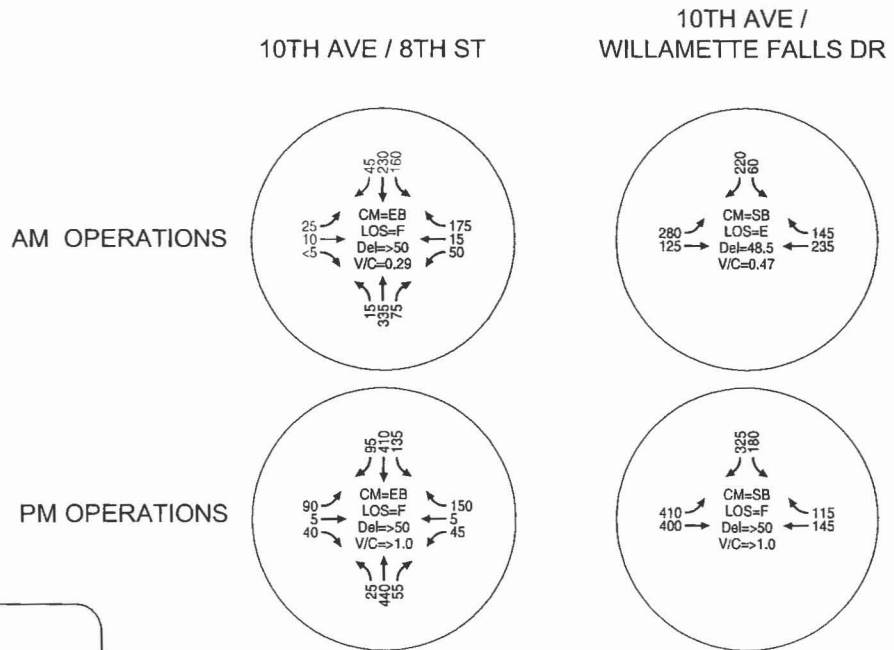 10TH AVE / 8TH ST
10TH AVE /
WILLAMETTE FALLS DR
AM OPERATIONS
45 230 160
CM=EB
LOS=F
Del=>50
V/C=0.29
25
10
<5
175
15
50
15 335 75
220 60
CM=SB
LOS=E
Del=48.5
V/C=0.47
280
125
145
235
PM OPERATIONS
95 410 135
CM=EB
LOS=F
Del=>50
V/C=>1.0
90
5
40
150
5
45
25 440 55
325 180
CM=SB
LOS=F
Del=>50
V/C=>1.0
410
400
115
145